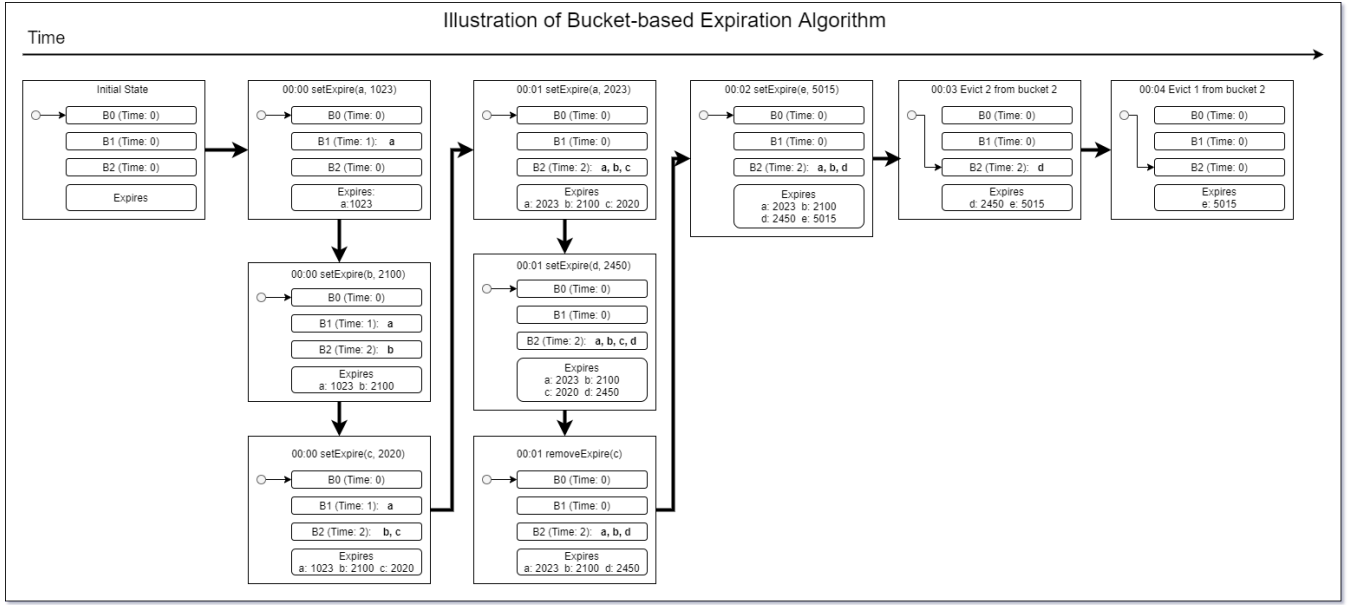 Illustration of Bucket-based Expiration Algorithm
Time
Initial State
B0 (Time: 0)
B1 (Time: 0)
B2 (Time: 0)
Expires
00:00 setExpire(a, 1023)
B0 (Time: 0)
B1 (Time: 1): a
B2 (Time: 0)
Expires:
a:1023
00:00 setExpire(b, 2100)
B0 (Time: 0)
B1 (Time: 1): a
B2 (Time: 2): b
Expires
a: 1023 b: 2100
00:00 setExpire(c, 2020)
B0 (Time: 0)
B1 (Time: 1): a
B2 (Time: 2): b, c
Expires
a: 1023 b: 2100 c: 2020
00:01 setExpire(a, 2023)
B0 (Time: 0)
B1 (Time: 0)
B2 (Time: 2): a, b, c
Expires
a: 2023 b: 2100 c: 2020
00:01 setExpire(d, 2450)
B0 (Time: 0)
B1 (Time: 0)
B2 (Time: 2): a, b, c, d
Expires
a: 2023 b: 2100
c: 2020 d: 2450
00:01 removeExpire(c)
B0 (Time: 0)
B1 (Time: 0)
B2 (Time: 2): a, b, d
Expires
a: 2023 b: 2100 d: 2450
00:02 setExpire(e, 5015)
B0 (Time: 0)
B1 (Time: 0)
B2 (Time: 2): a, b, d
Expires
a: 2023 b: 2100
d: 2450 e: 5015
00:03 Evict 2 from bucket 2
B0 (Time: 0)
B1 (Time: 0)
B2 (Time: 2): d
Expires
d: 2450 e: 5015
00:04 Evict 1 from bucket 2
B0 (Time: 0)
B1 (Time: 0)
B2 (Time: 0)
Expires
e: 5015